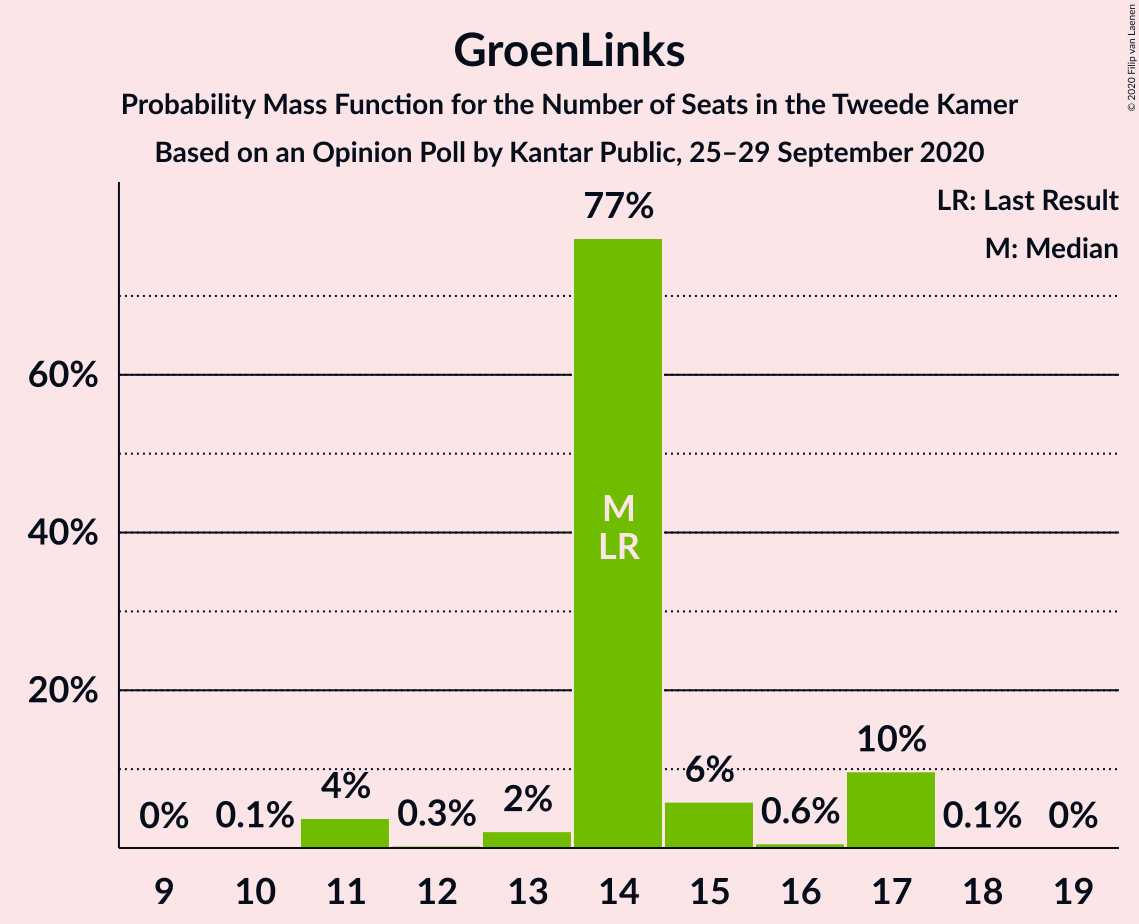 GroenLinks
Probability Mass Function for the Number of Seats in the Tweede Kamer
Based on an Opinion Poll by Kantar Public, 25–29 September 2020
© 2020 Filip van Laenen
LR: Last Result
M: Median
77%
60%
40%
20%
M
LR
0%
0.1%
4%
0.3%
2%
6%
0.6%
10%
0.1%
0%
9 10 11 12 13 14 15 16 17 18 19